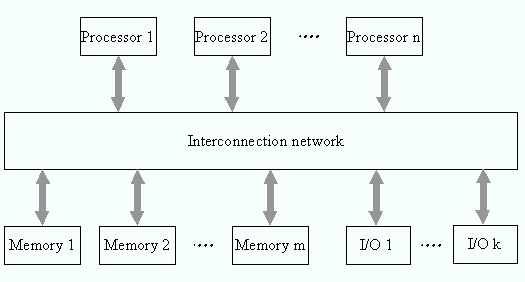 Processor 1 Processor 2 .... Processor n
Interconnection network
Memory 1 Memory 2 .... Memory m I/O 1 .... I/O k